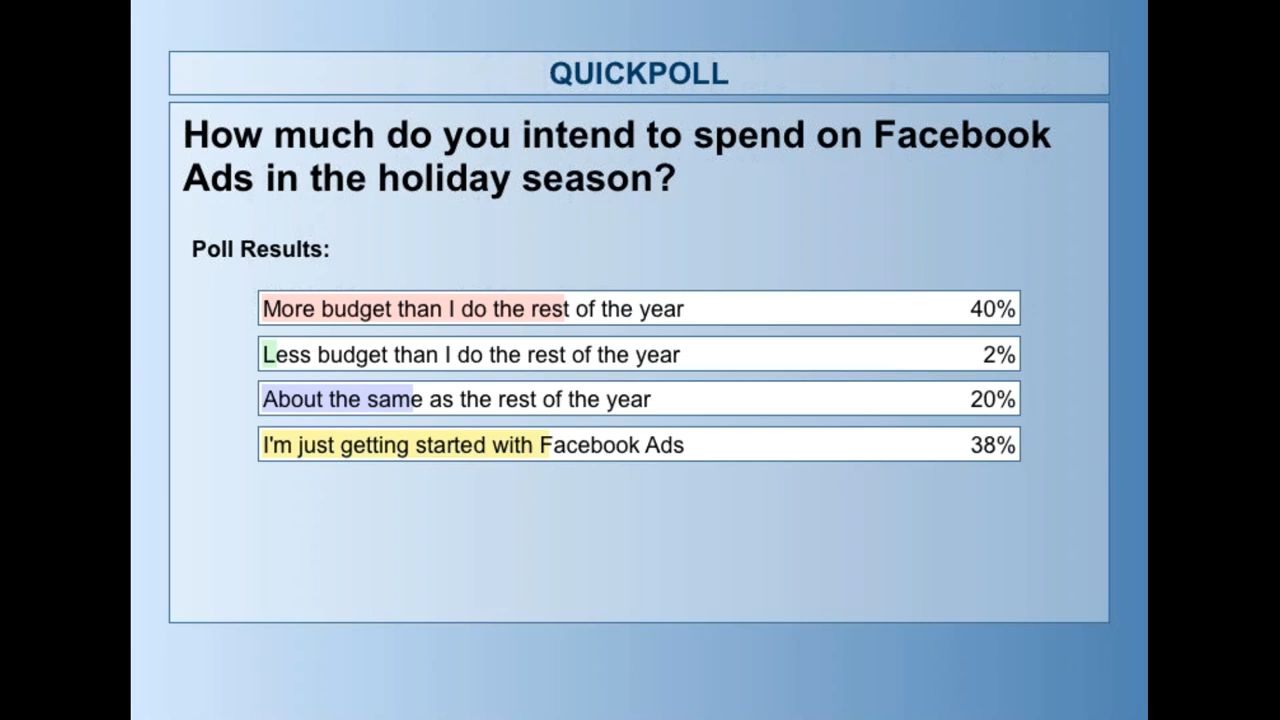 QUICKPOLL
How much do you intend to spend on Facebook
Ads in the holiday season?
Poll Results:
More budget than I do the rest of the year 40%
Less budget than I do the rest of the year 2%
About the same as the rest of the year 20%
I'm just getting started with Facebook Ads 38%